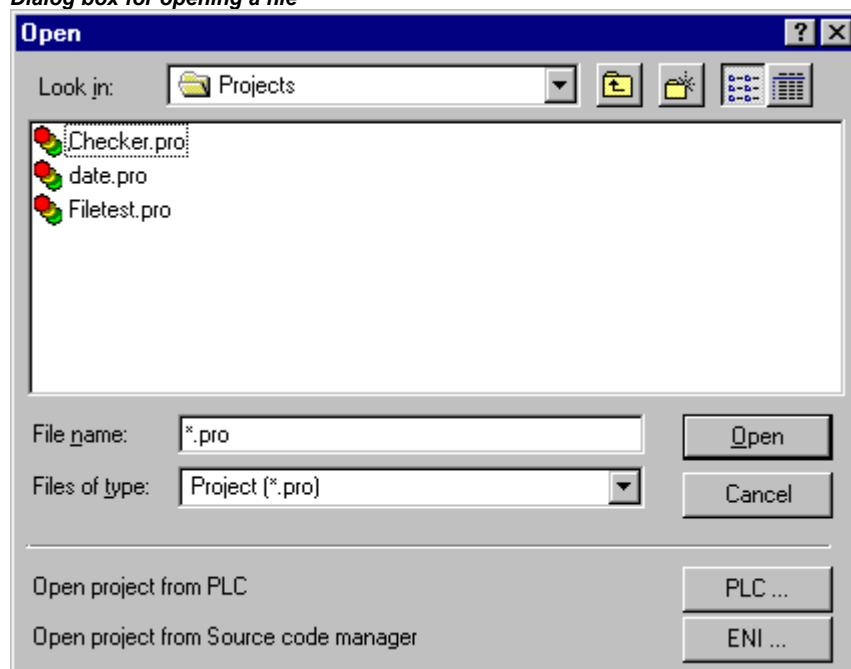 Dialog box for opening a file
Open
Look in: Projects
Checker.pro
date.pro
Filetest.pro
File name: *.pro Open
Files of type: Project (*.pro) Cancel
Open project from PLC PLC ...
Open project from Source code manager ENI ...